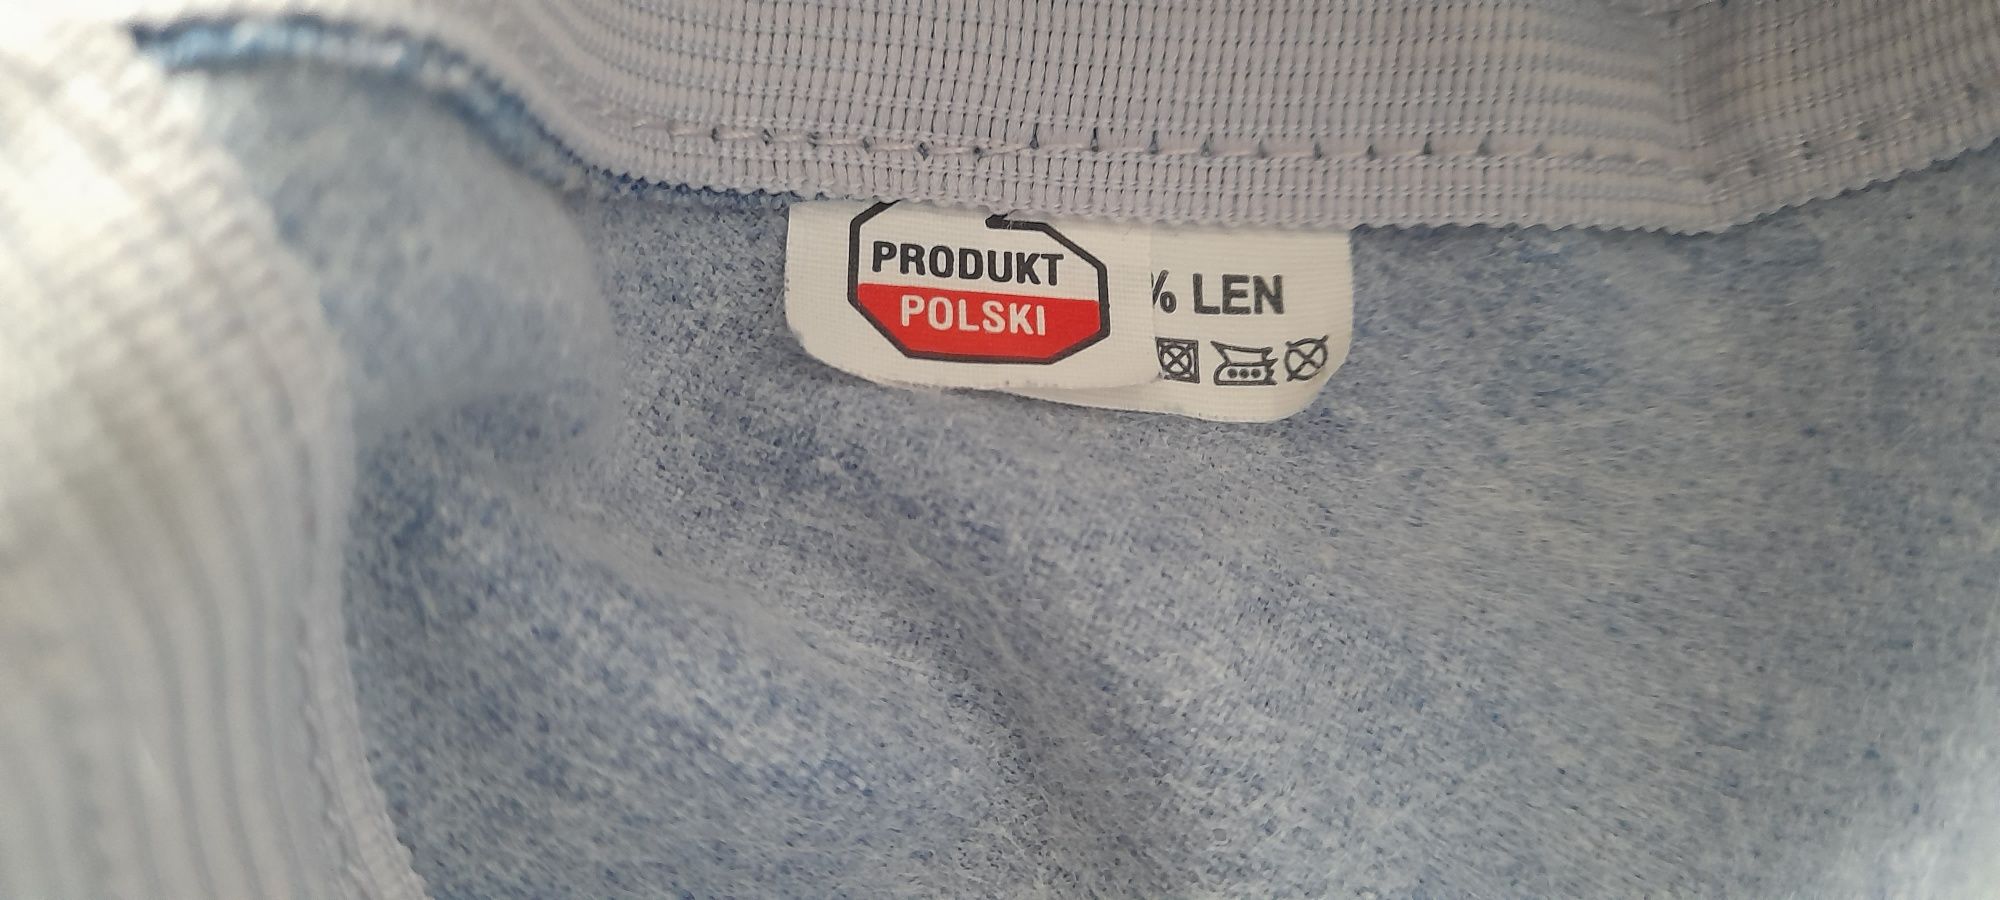 PRODUKT
POLSKI
% LEN